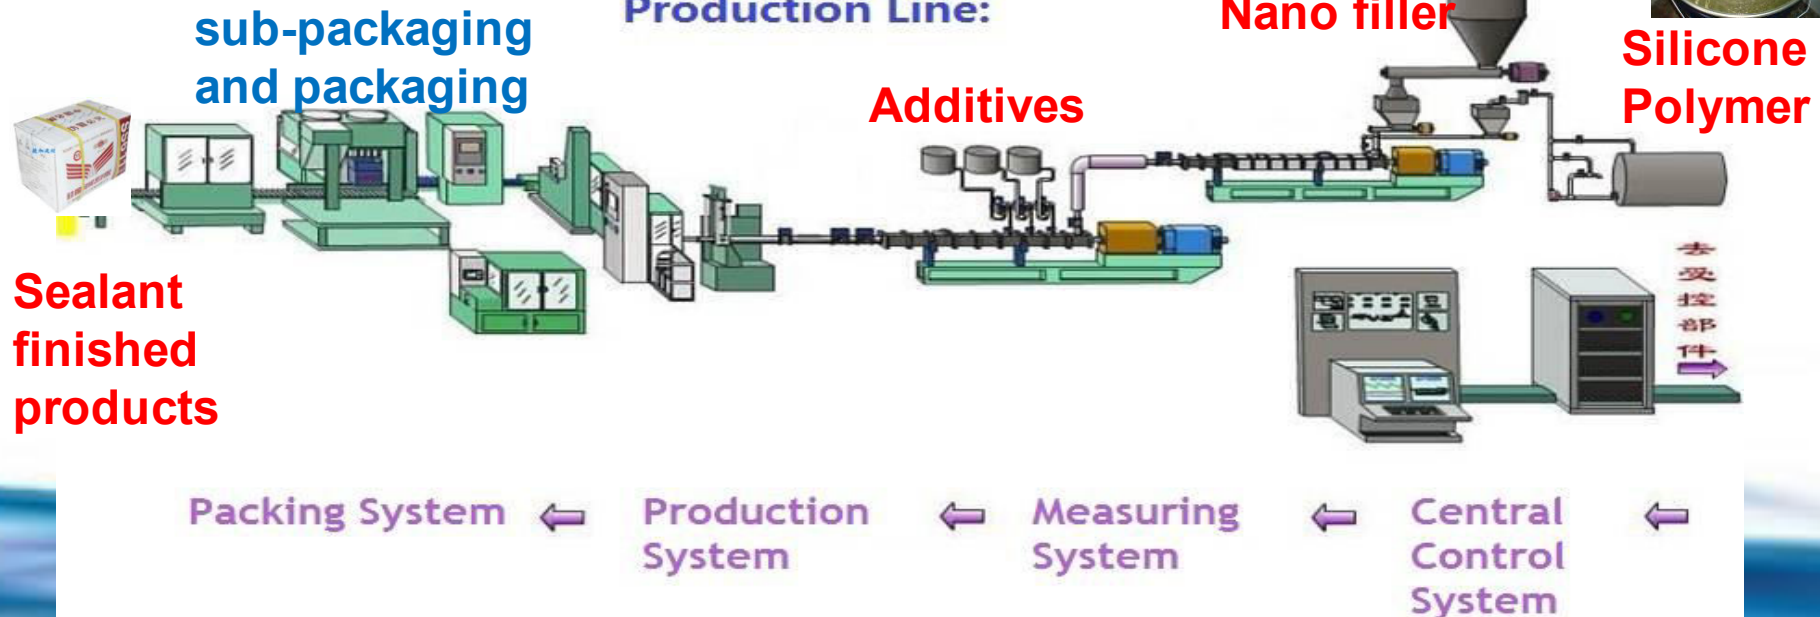 Production Line:
sub-packaging
and packaging
Nano filler
Silicone
Polymer
Additives
Sealant
finished
products
去
受
控
部
件
Packing System
Production
System
Measuring
System
Central
Control
System